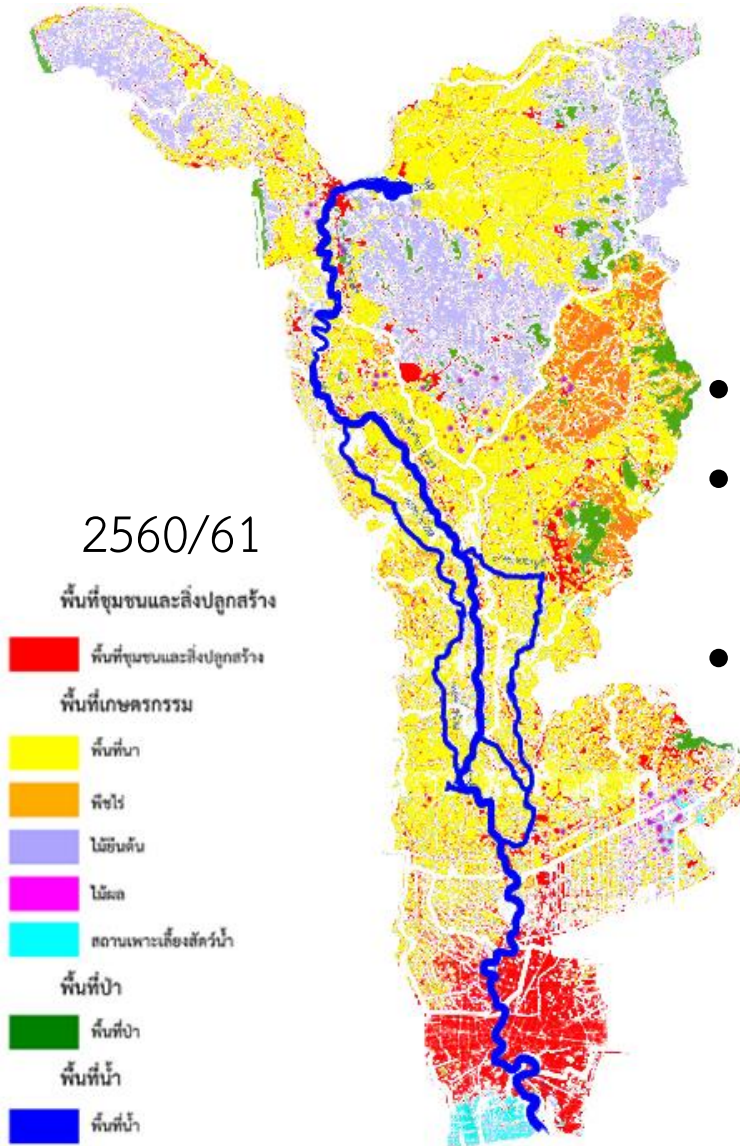 2560/61
พื้นที่ชุมชนและสิ่งปลูกสร้าง
พื้นที่ชุมชนและสิ่งปลูกสร้าง
พื้นที่เกษตรกรรม
พื้นที่นา
พืชไร่
ไม้ยืนต้น
ไม้ผล
สถานเพาะเลี้ยงสัตว์น้ำ
พื้นที่ป่า
พื้นที่ป่า
พื้นที่น้ำ
พื้นที่น้ำ